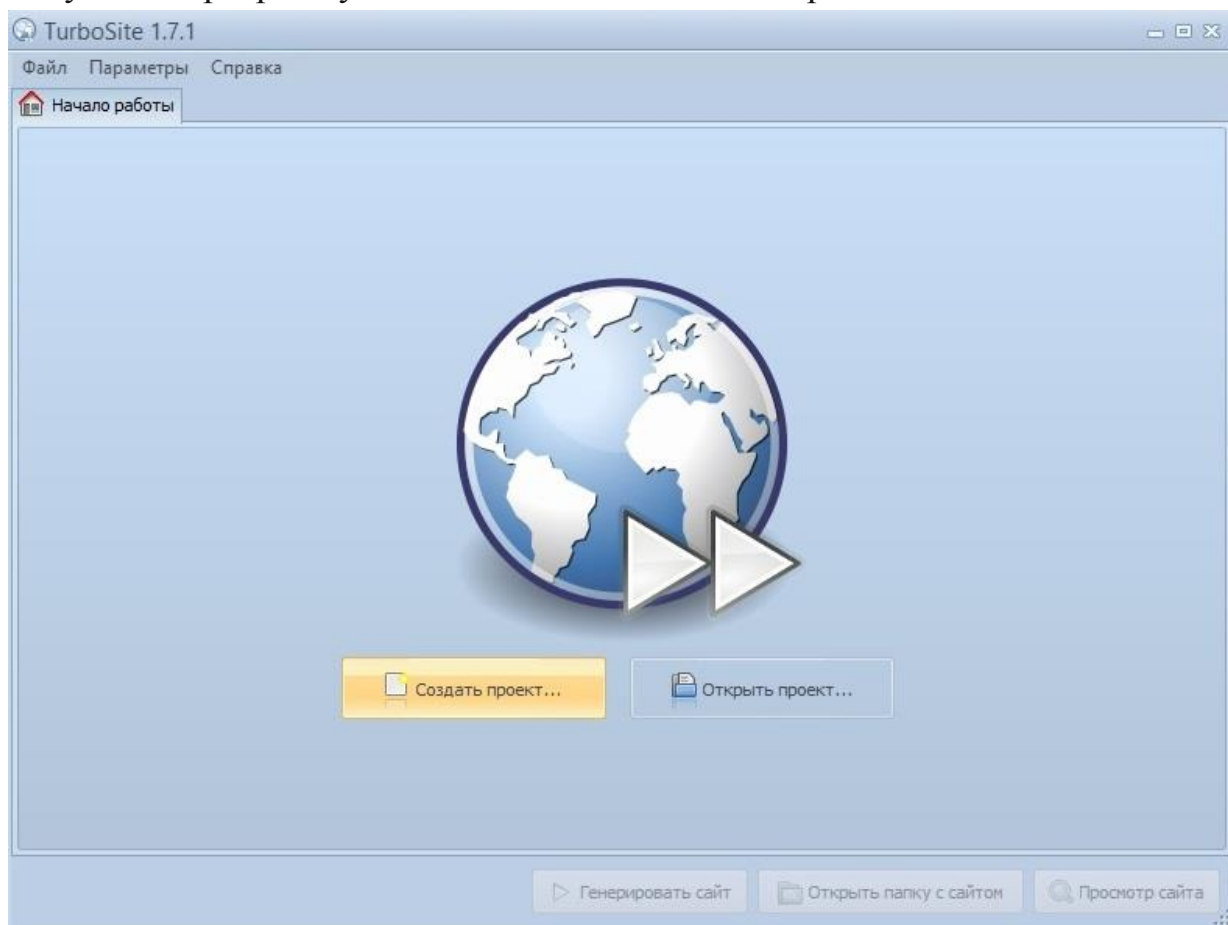 TurboSite 1.7.1
Файл Параметры Справка
Начало работы
Создать проект... Открыть проект...
Генерировать сайт Открыть папку с сайтом Просмотр сайта